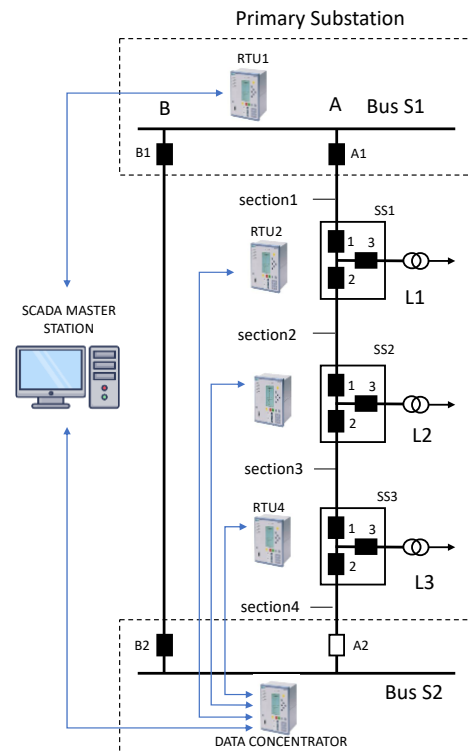 Primary Substation
RTU1
B
A
Bus S1
B1
A1
section1
SS1
RTU2
1
3
2
L1
SCADA MASTER
STATION
section2
SS2
1
3
2
L2
section3
SS3
RTU4
1
3
2
L3
section4
B2
A2
Bus S2
DATA CONCENTRATOR